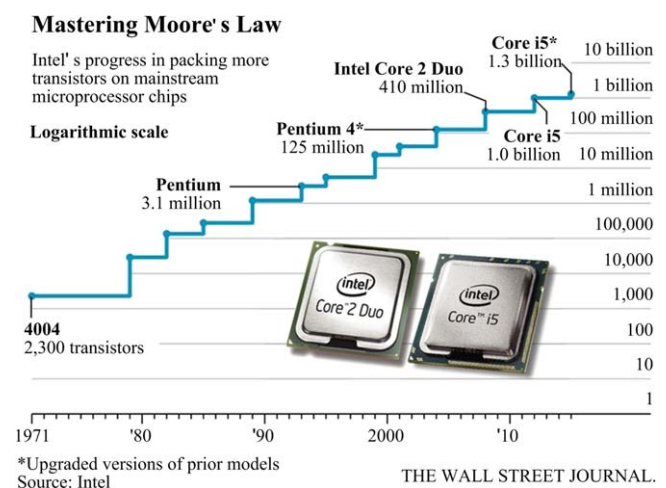 Mastering Moore's Law
Intel's progress in packing more
transistors on mainstream
microprocessor chips
Logarithmic scale
Core i5*
1.3 billion
Intel Core 2 Duo
410 million
Pentium 4*
125 million
Core i5
1.0 billion
Pentium
3.1 million
4004
2,300 transistors
10 billion
1 billion
100 million
10 million
1 million
100,000
10,000
1,000
100
10
1
intel
Core™2 Duo
intel
Core™ i5
1971 '80 '90 2000 '10
*Upgraded versions of prior models
Source: Intel
THE WALL STREET JOURNAL.